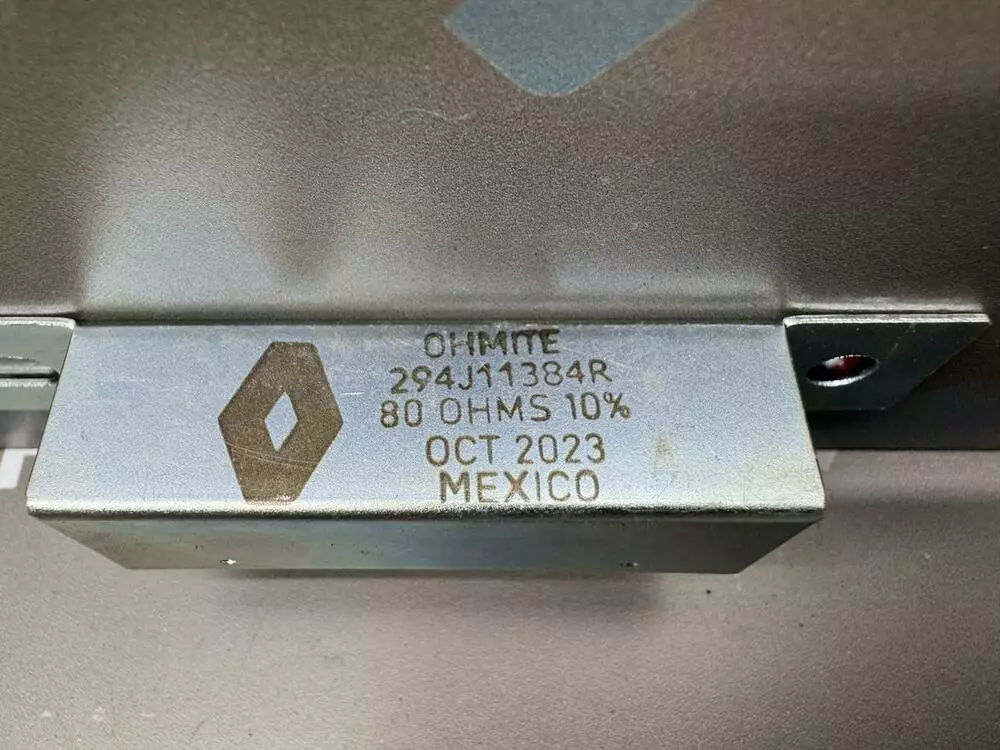 OHMITE
294J11384R
80 OHMS 10%
OCT 2023
MEXICO